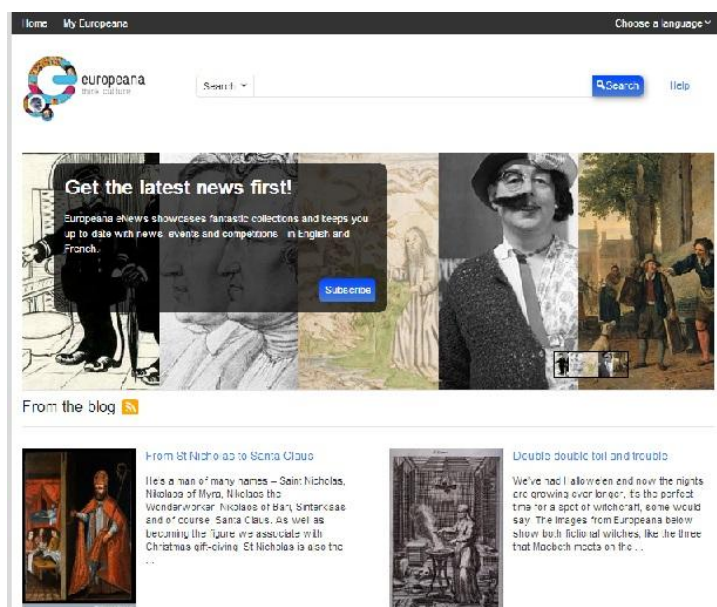 Home My Europeana Choose a language
europeana
think culture
Search Search Help
Get the latest news first!
Europeana eNews showcases fantastic collections and keeps you
up to date with news, events and competitions - in English and
French.
Subscribe
From the blog
From St Nicholas to Santa Claus
He's a man of many names – Saint Nicholas,
Nikolaos of Myra, Nikolaos the
Wonderworker, Nikolaos of Bari, Sinterklaas
and of course, Santa Claus. As well as
becoming the figure we associate with
Christmas gift-giving, St Nicholas is also the
...
Double double toil and trouble
We've had Halloween and now the nights
are growing ever longer, it's the perfect
time for a spot of witchcraft, some would
say. The images from Europeana below
show both fictional witches, like the three
that Macbeth meets on the ...